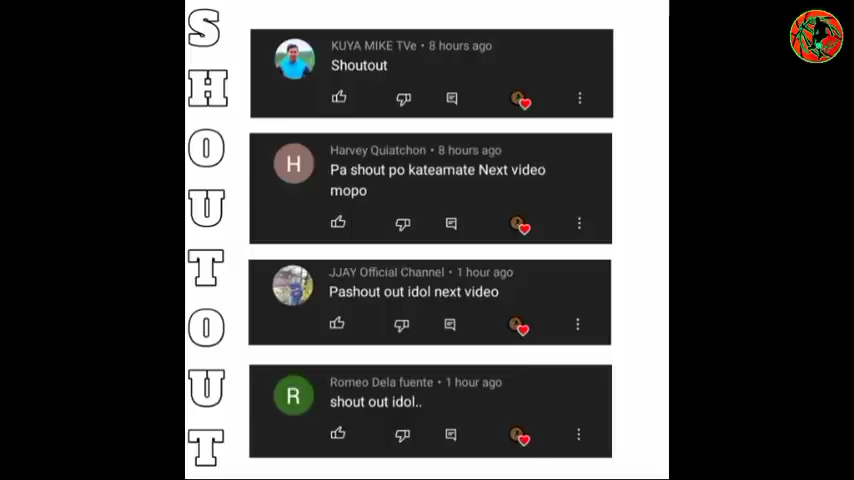 SHOUTOUT
KUYA MIKE TVe • 8 hours ago
Shoutout
H
Harvey Quiatchon • 8 hours ago
Pa shout po kateamate Next video
mopo
JJAY Official Channel • 1 hour ago
Pashout out idol next video
R
Romeo Dela fuente • 1 hour ago
shout out idol..